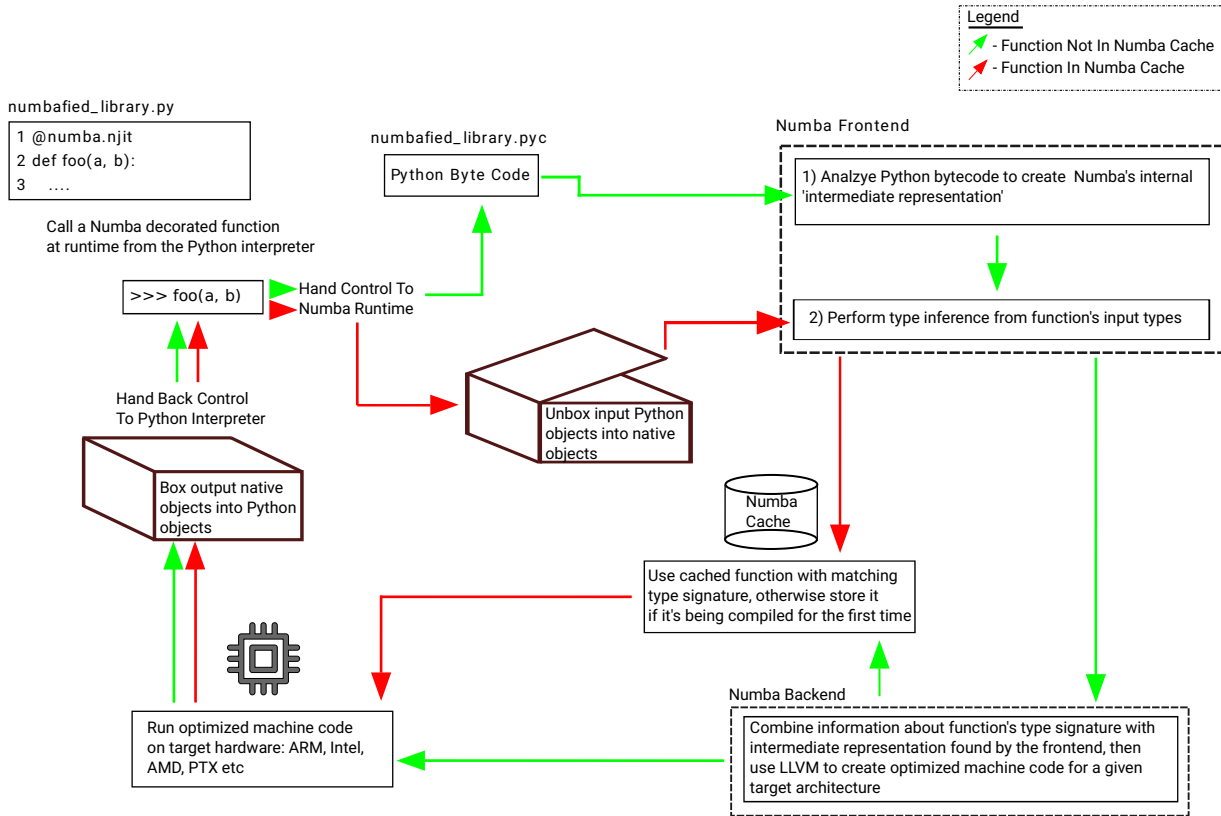 Legend
- Function Not In Numba Cache
- Function In Numba Cache
numbafied_library.py
1 @numba.njit
2 def foo(a, b):
3 ....
numbafied_library.pyc
Python Byte Code
Numba Frontend
1) Analzye Python bytecode to create Numba's internal
'intermediate representation'
Call a Numba decorated function
at runtime from the Python interpreter
>>> foo(a, b)
Hand Control To
Numba Runtime
2) Perform type inference from function's input types
Hand Back Control
To Python Interpreter
Unbox input Python
objects into native
objects
Box output native
objects into Python
objects
Numba
Cache
Use cached function with matching
type signature, otherwise store it
if it's being compiled for the first time
Numba Backend
Run optimized machine code
on target hardware: ARM, Intel,
AMD, PTX etc
Combine information about function's type signature with
intermediate representation found by the frontend, then
use LLVM to create optimized machine code for a given
target architecture